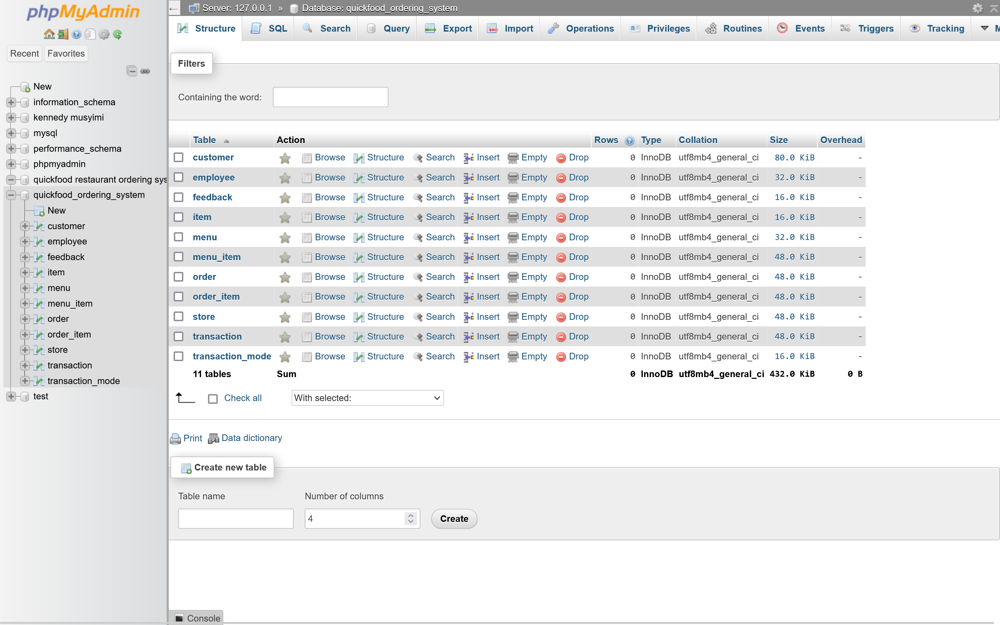 phpMyAdmin
Recent Favorites
New
information_schema
kennedy musyimi
mysql
performance_schema
phpmyadmin
quickfood restaurant ordering sys
quickfood_ordering_system
New
customer
employee
feedback
item
menu
menu_item
order
order_item
store
transaction
transaction_mode
test
Server: 127.0.0.1 » Database: quickfood_ordering_system
Structure SQL Search Query Export Import Operations Privileges Routines Events Triggers Tracking M
Filters
Containing the word:
Table Action Rows Type Collation Size Overhead
customer Browse Structure Search Insert Empty Drop 0 InnoDB utf8mb4_general_ci 80.0 KiB -
employee Browse Structure Search Insert Empty Drop 0 InnoDB utf8mb4_general_ci 32.0 KiB -
feedback Browse Structure Search Insert Empty Drop 0 InnoDB utf8mb4_general_ci 16.0 KiB -
item Browse Structure Search Insert Empty Drop 0 InnoDB utf8mb4_general_ci 16.0 KiB -
menu Browse Structure Search Insert Empty Drop 0 InnoDB utf8mb4_general_ci 32.0 KiB -
menu_item Browse Structure Search Insert Empty Drop 0 InnoDB utf8mb4_general_ci 48.0 KiB -
order Browse Structure Search Insert Empty Drop 0 InnoDB utf8mb4_general_ci 48.0 KiB -
order_item Browse Structure Search Insert Empty Drop 0 InnoDB utf8mb4_general_ci 48.0 KiB -
store Browse Structure Search Insert Empty Drop 0 InnoDB utf8mb4_general_ci 48.0 KiB -
transaction Browse Structure Search Insert Empty Drop 0 InnoDB utf8mb4_general_ci 48.0 KiB -
transaction_mode Browse Structure Search Insert Empty Drop 0 InnoDB utf8mb4_general_ci 16.0 KiB -
11 tables Sum 0 InnoDB utf8mb4_general_ci 432.0 KiB 0 B
Check all With selected:
Print Data dictionary
Create new table
Table name Number of columns
4 Create
Console